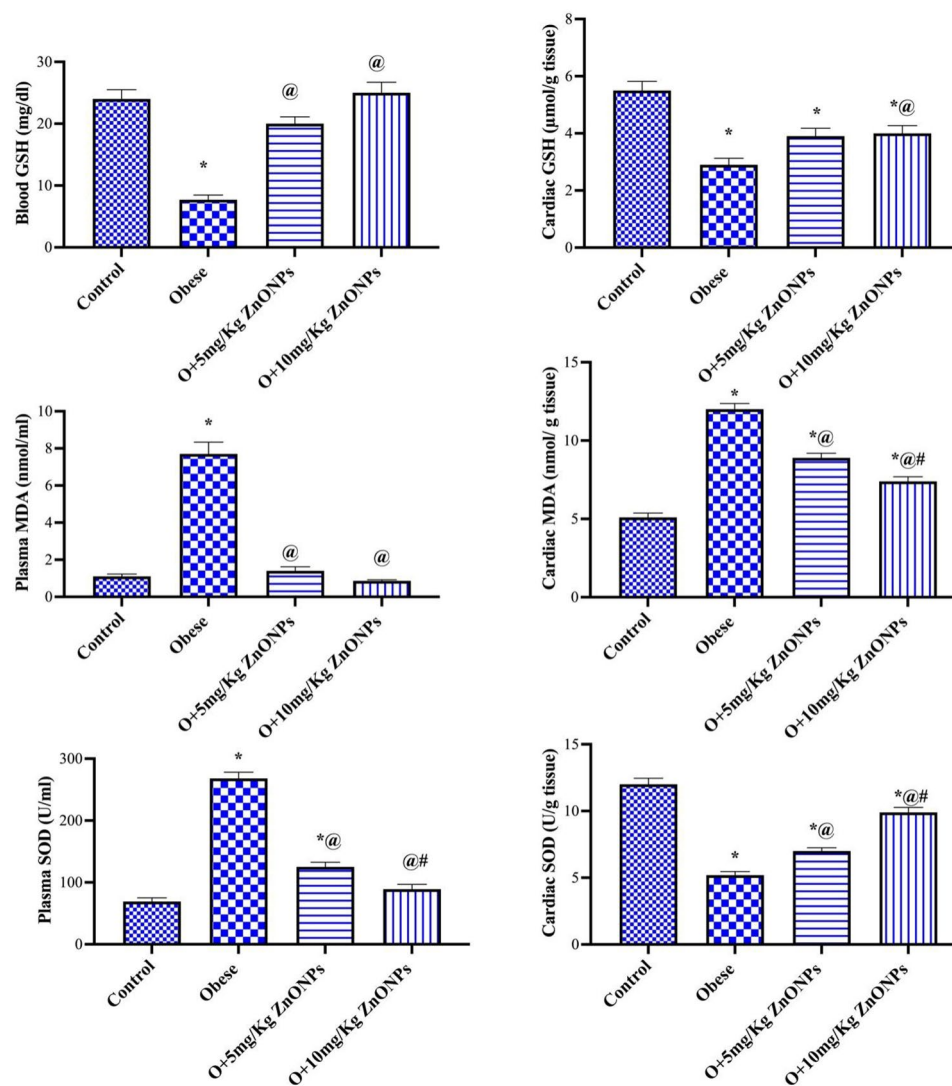 Blood GSH (mg/dl)
30
20
10
0
*
@
@
Control
Obese
O+5mg/Kg ZnONPs
O+10mg/Kg ZnONPs
Cardiac GSH (µmol/g tissue)
8
6
4
2
0
*
*
*@
Control
Obese
O+5mg/Kg ZnONPs
O+10mg/Kg ZnONPs
Plasma MDA (nmol/ml)
10
8
6
4
2
0
*
@
@
Control
Obese
O+5mg/Kg ZnONPs
O+10mg/Kg ZnONPs
Cardiac MDA (nmol/ g tissue)
15
10
5
0
*
*@
*@#
Control
Obese
O+5mg/Kg ZnONPs
O+10mg/Kg ZnONPs
Plasma SOD (U/ml)
300
200
100
0
*
*@
@#
Control
Obese
O+5mg/Kg ZnONPs
O+10mg/Kg ZnONPs
Cardiac SOD (U/g tissue)
15
10
5
0
*
*@
*@#
Control
Obese
O+5mg/Kg ZnONPs
O+10mg/Kg ZnONPs